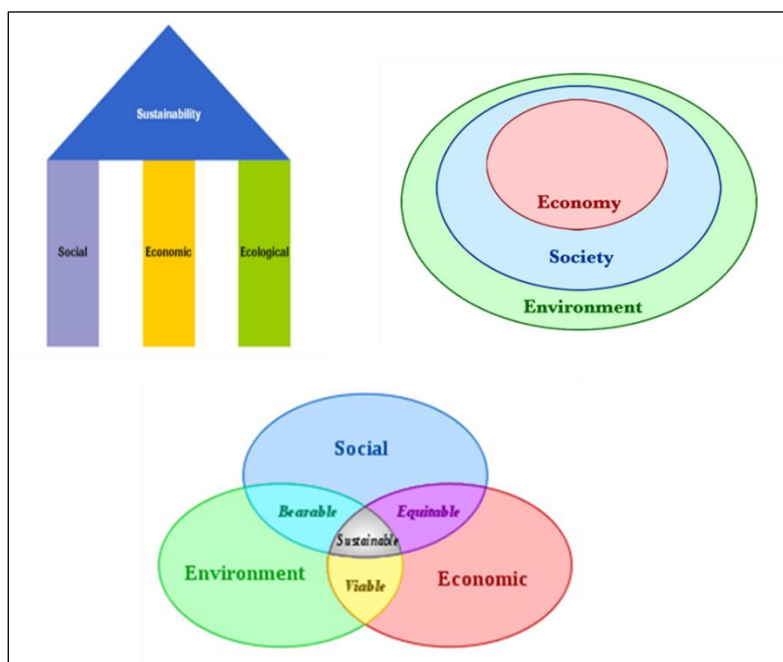 Sustainability
Social
Economic
Ecological
Economy
Society
Environment
Social
Bearable
Equitable
Sustainable
Environment
Viable
Economic